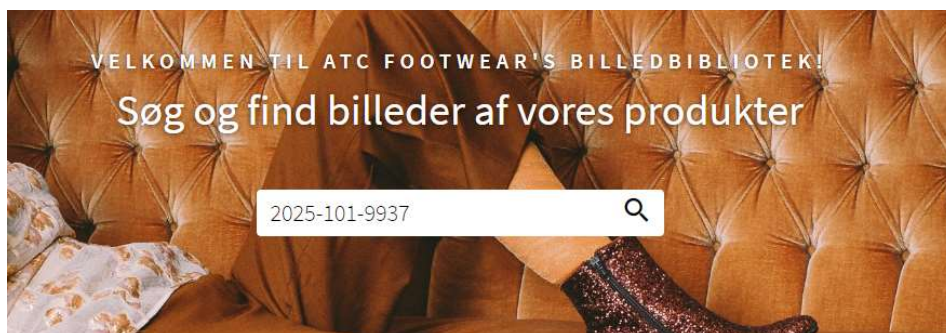 VELKOMMEN TIL ATC FOOTWEAR'S BILLEDBIBLIOTEK!
Søg og find billeder af vores produkter
2025-101-9937